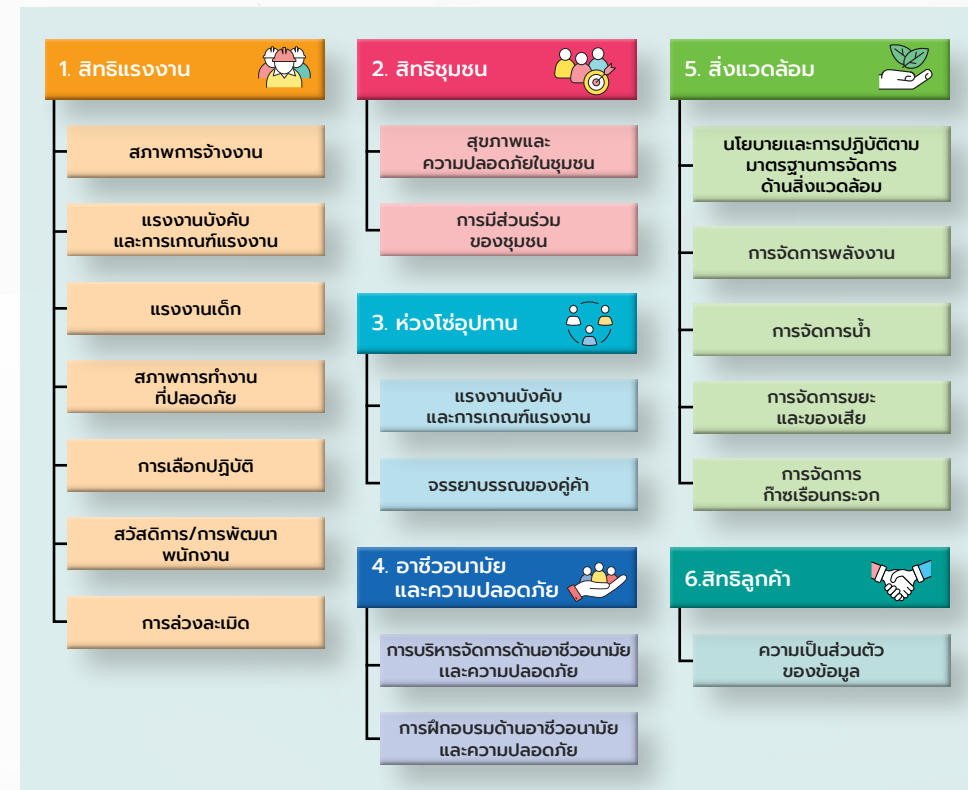 1. สิทธิแรงงาน
สภาพการจ้างงาน
แรงงานบังคับ
และการเกณฑ์แรงงาน
แรงงานเด็ก
สภาพการทำงาน
ที่ปลอดภัย
การเลือกปฏิบัติ
สวัสดิการ/การพัฒนา
พนักงาน
การล่วงละเมิด
2. สิทธิชุมชน
สุขภาพและ
ความปลอดภัยในชุมชน
การมีส่วนร่วม
ของชุมชน
3. ห่วงโซ่อุปทาน
แรงงานบังคับ
และการเกณฑ์แรงงาน
จรรยาบรรณของคู่ค้า
4. อาชีวอนามัย
และความปลอดภัย
การบริหารจัดการด้านอาชีวอนามัย
และความปลอดภัย
การฝึกอบรมด้านอาชีวอนามัย
และความปลอดภัย
5. สิ่งแวดล้อม
นโยบายและการปฏิบัติตาม
มาตรฐานการจัดการ
ด้านสิ่งแวดล้อม
การจัดการพลังงาน
การจัดการน้ำ
การจัดการขยะ
และของเสีย
การจัดการ
ก๊าซเรือนกระจก
6.สิทธิลูกค้า
ความเป็นส่วนตัว
ของข้อมูล